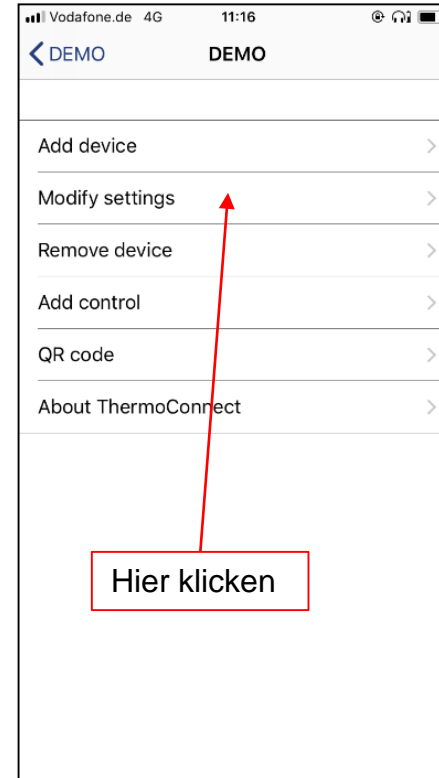 Vodafone.de 4G 11:16
DEMO DEMO
Add device
Modify settings
Remove device
Add control
QR code
About ThermoConnect
Hier klicken